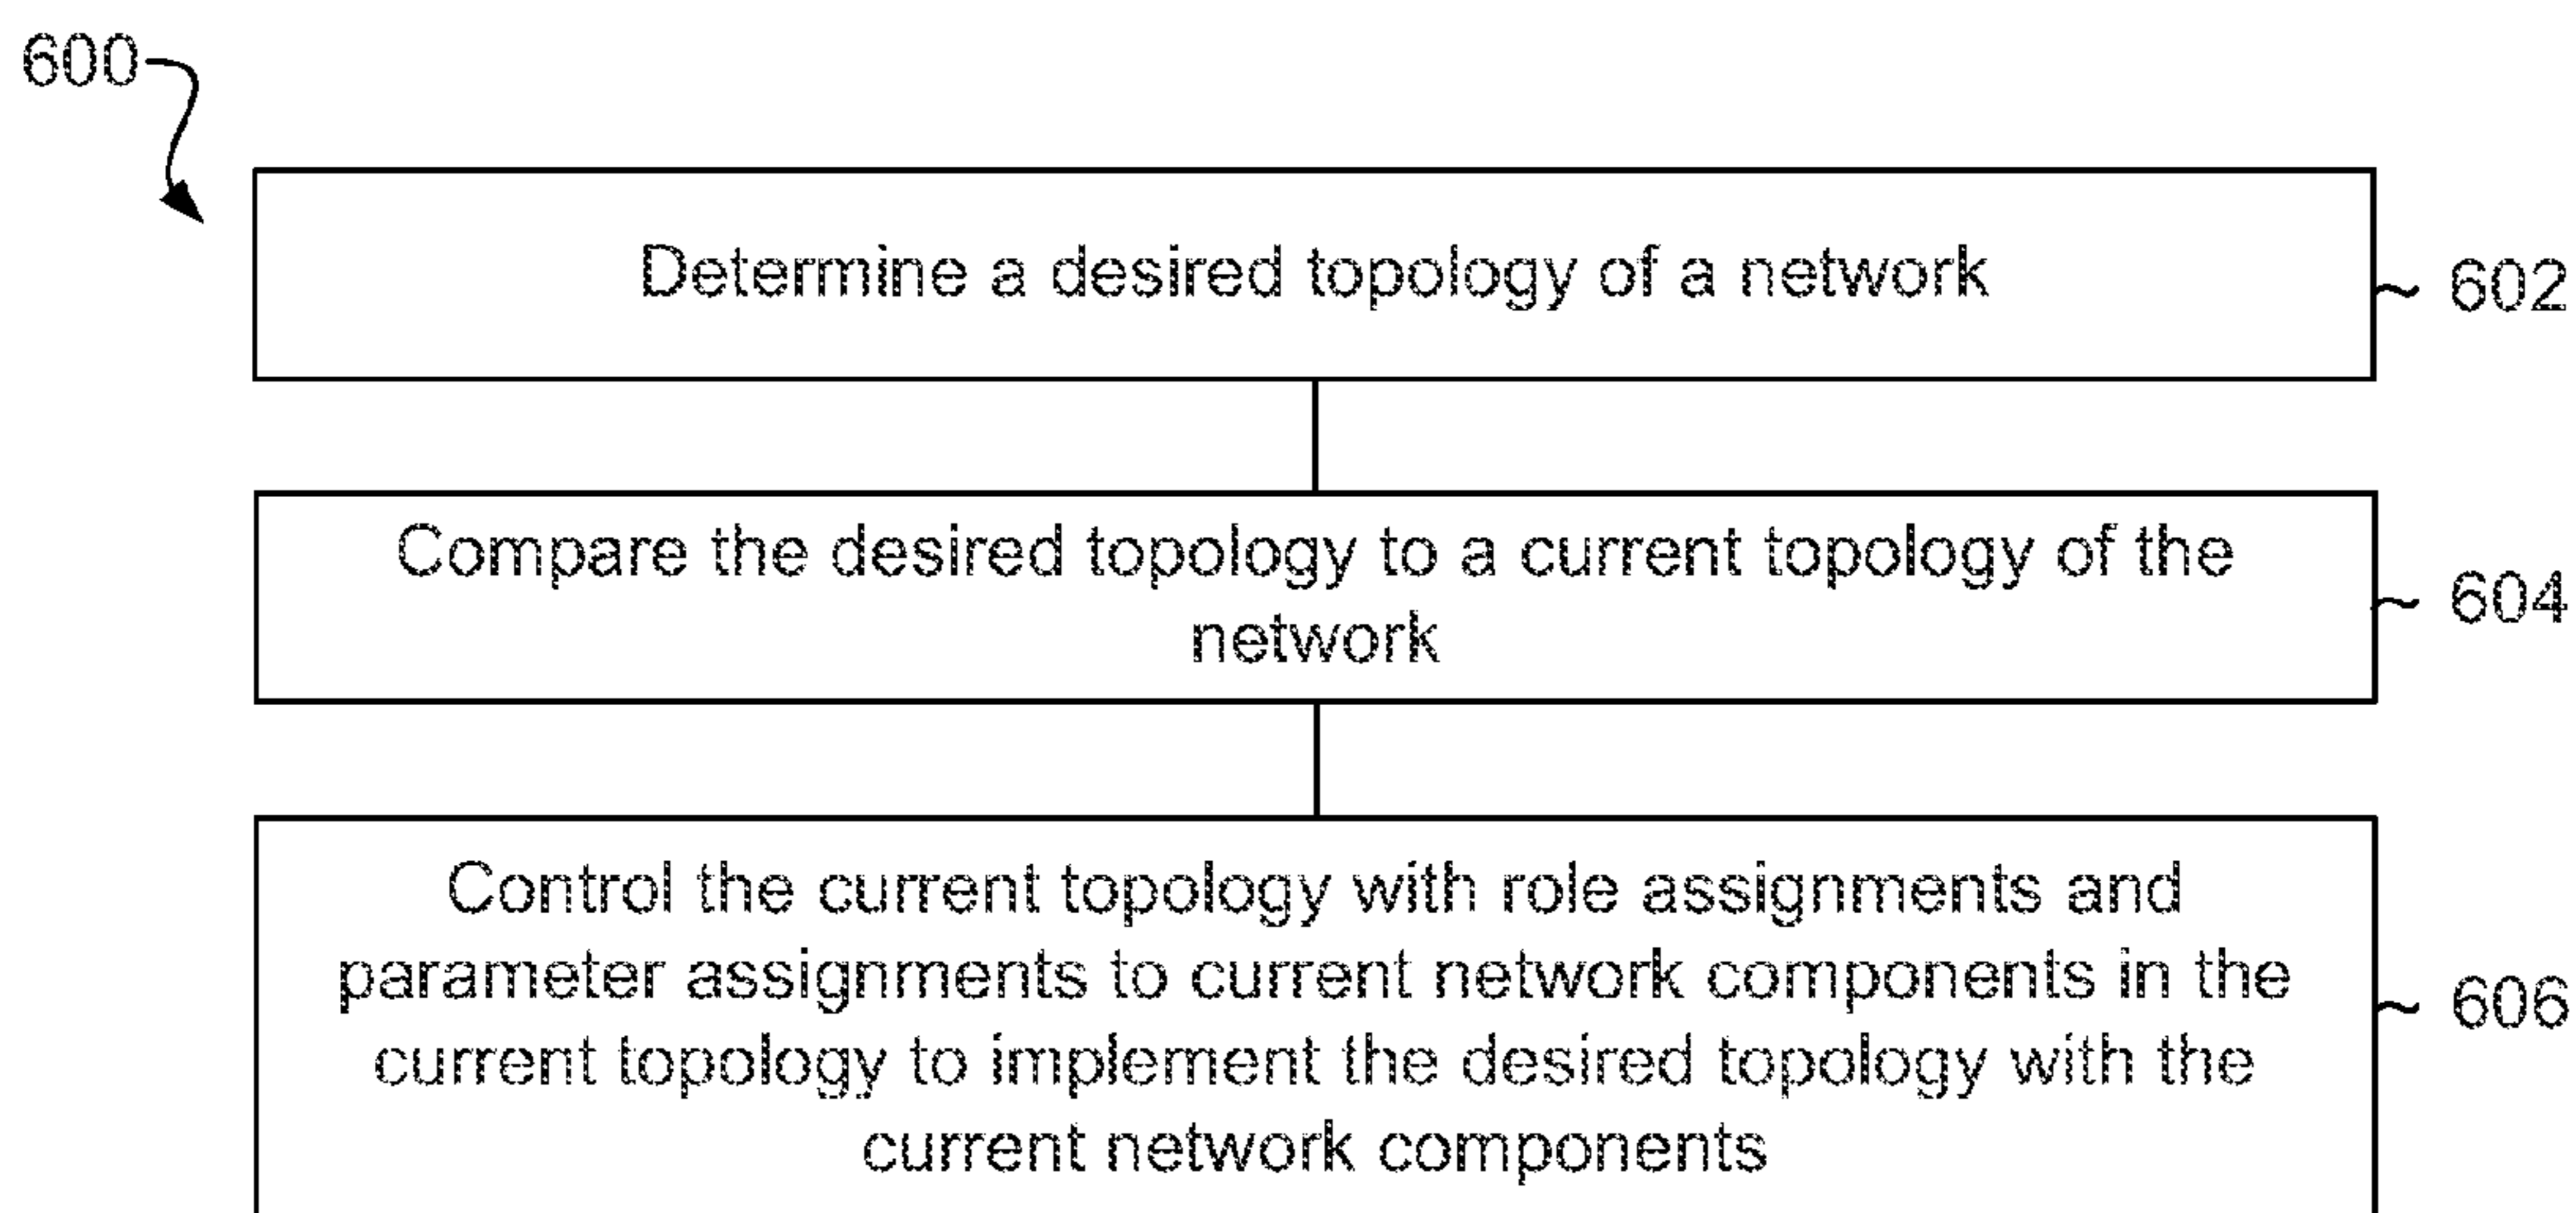 600
Determine a desired topology of a network
602
Compare the desired topology to a current topology of the
network
604
Control the current topology with role assignments and
parameter assignments to current network components in the
current topology to implement the desired topology with the
current network components
606